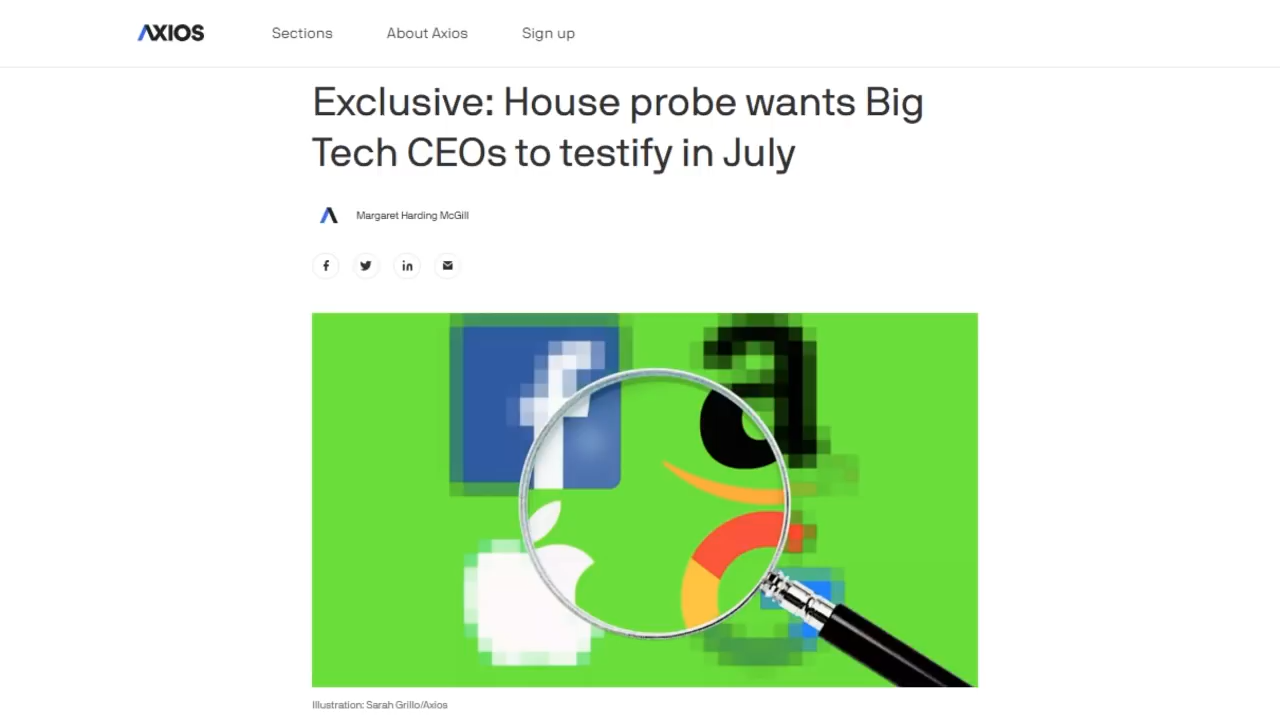 AXIOS
Sections
About Axios
Sign up
Exclusive: House probe wants Big
Tech CEOs to testify in July
Margaret Harding McGill
Illustration: Sarah Grillo/Axios